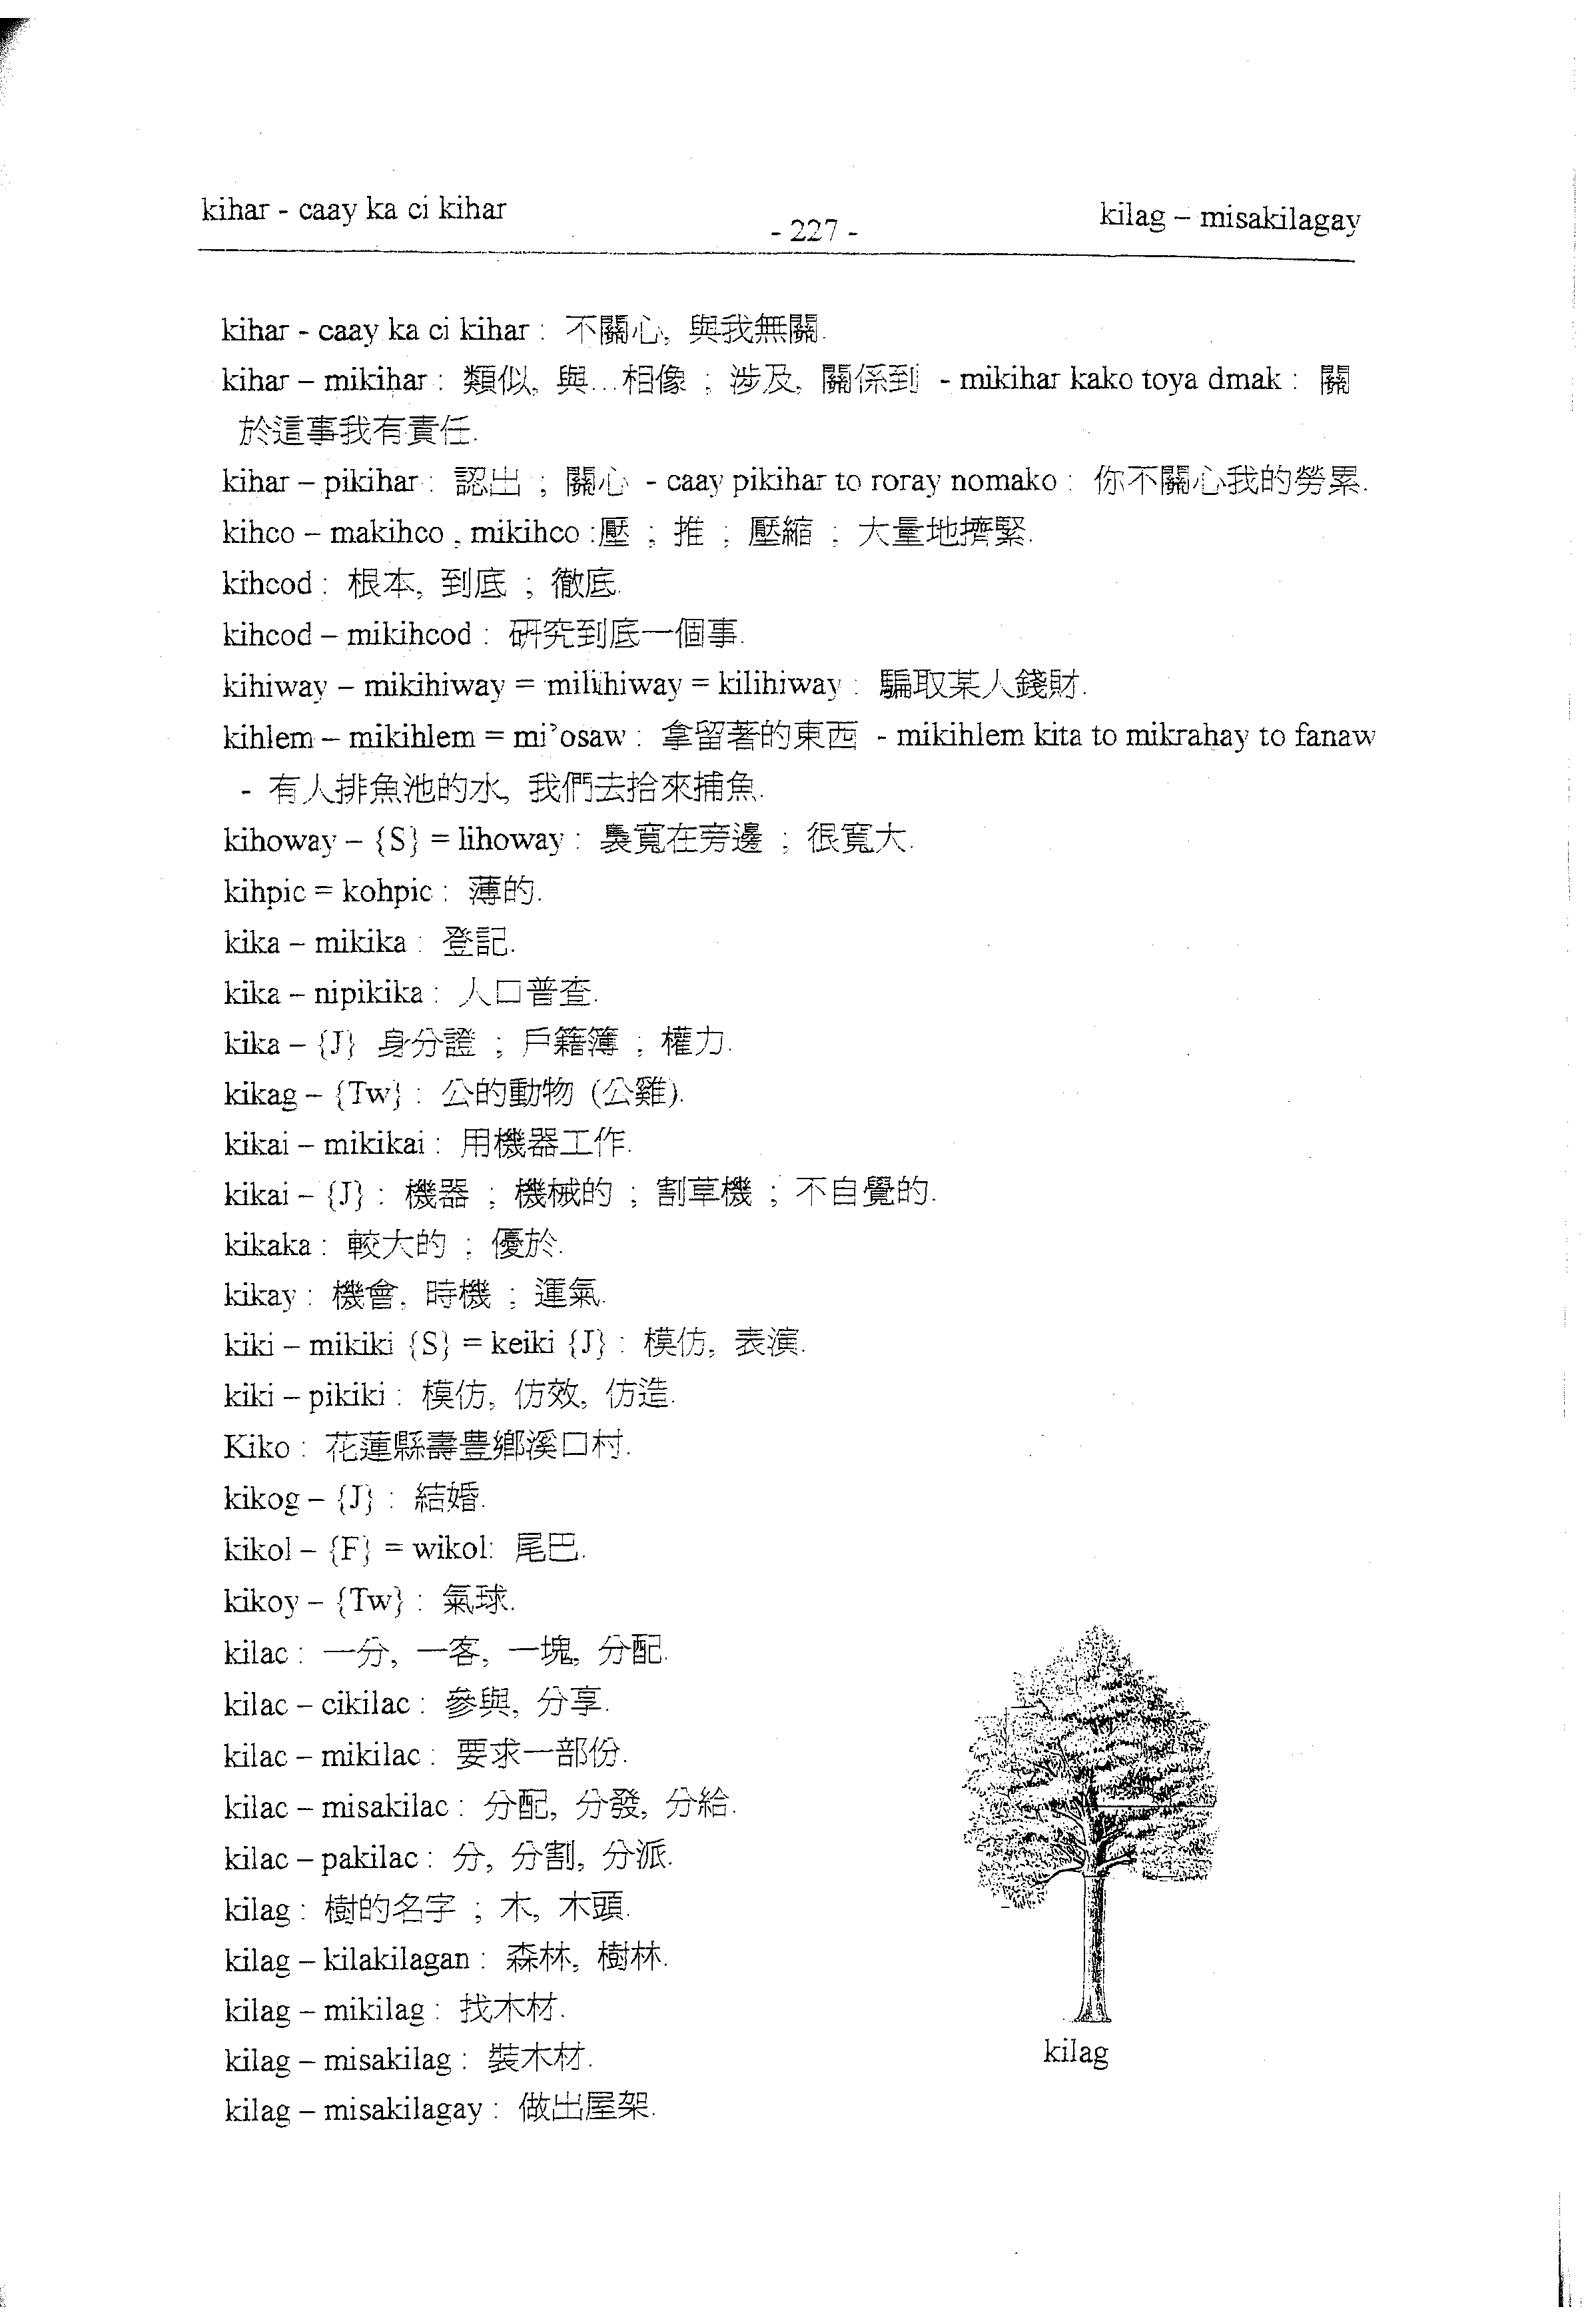 kihar - caay ka ci kihar
- 227 -
kilag – misakilagay
kihar - caay ka ci kihar : 不關心, 與我無關.
kihar – mikihar : 類似, 與...相像 ; 涉及, 關係到 - mikihar kako toya dmak : 關
於這事我有責任.
kihar – pikihar : 認出 ; 關心 - caay pikihar to roray nomako : 你不關心我的勞累.
kihco – makihco , mikihco :壓 ; 推 ; 壓縮 ; 大量地擠緊.
kihcod : 根本, 到底 ; 徹底.
kihcod – mikihcod : 研究到底一個事.
kihiway – mikihiway = milihiway = kilihiway : 騙取某人錢財.
kihlem – mikihlem = mi'osaw : 拿留著的東西 - mikihlem kita to mikrahay to fanaw
- 有人排魚池的水, 我們去拾來捕魚.
kihoway – {S} = lihoway : 裊寬在旁邊 ; 很寬大.
kihpic = kohpic : 薄的.
kika – mikika : 登記.
kika – nipikika : 人口普查.
kika – {J} 身分證 ; 戶籍簿 ; 權力.
kikag – {Tw} : 公的動物 (公雞).
kikai – mikikai : 用機器工作.
kikai – {J} : 機器 ; 機械的 ; 割草機 ; 不自覺的.
kikaka : 較大的 ; 優於.
kikay : 機會, 時機 ; 運氣.
kiki – mikiki {S} = keiki {J} : 模仿, 表演.
kiki – pikiki : 模仿, 仿效, 仿造.
Kiko : 花蓮縣壽豊鄉溪口村.
kikog – {J} : 結婚.
kikol – {F} = wikol: 尾巴.
kikoy – {Tw} : 氣球.
kilac : 一分, 一客, 一塊, 分配.
kilac – cikilac : 參與, 分享.
kilac – mikilac : 要求一部份.
kilac – misakilac : 分配, 分發, 分給.
kilac – pakilac : 分, 分割, 分派.
kilag : 樹的名字 ; 木, 木頭.
kilag – kilakilagan : 森林, 樹林.
kilag – mikilag : 找木材.
kilag – misakilag : 裝木材.
kilag – misakilagay : 做出屋架.
kilag